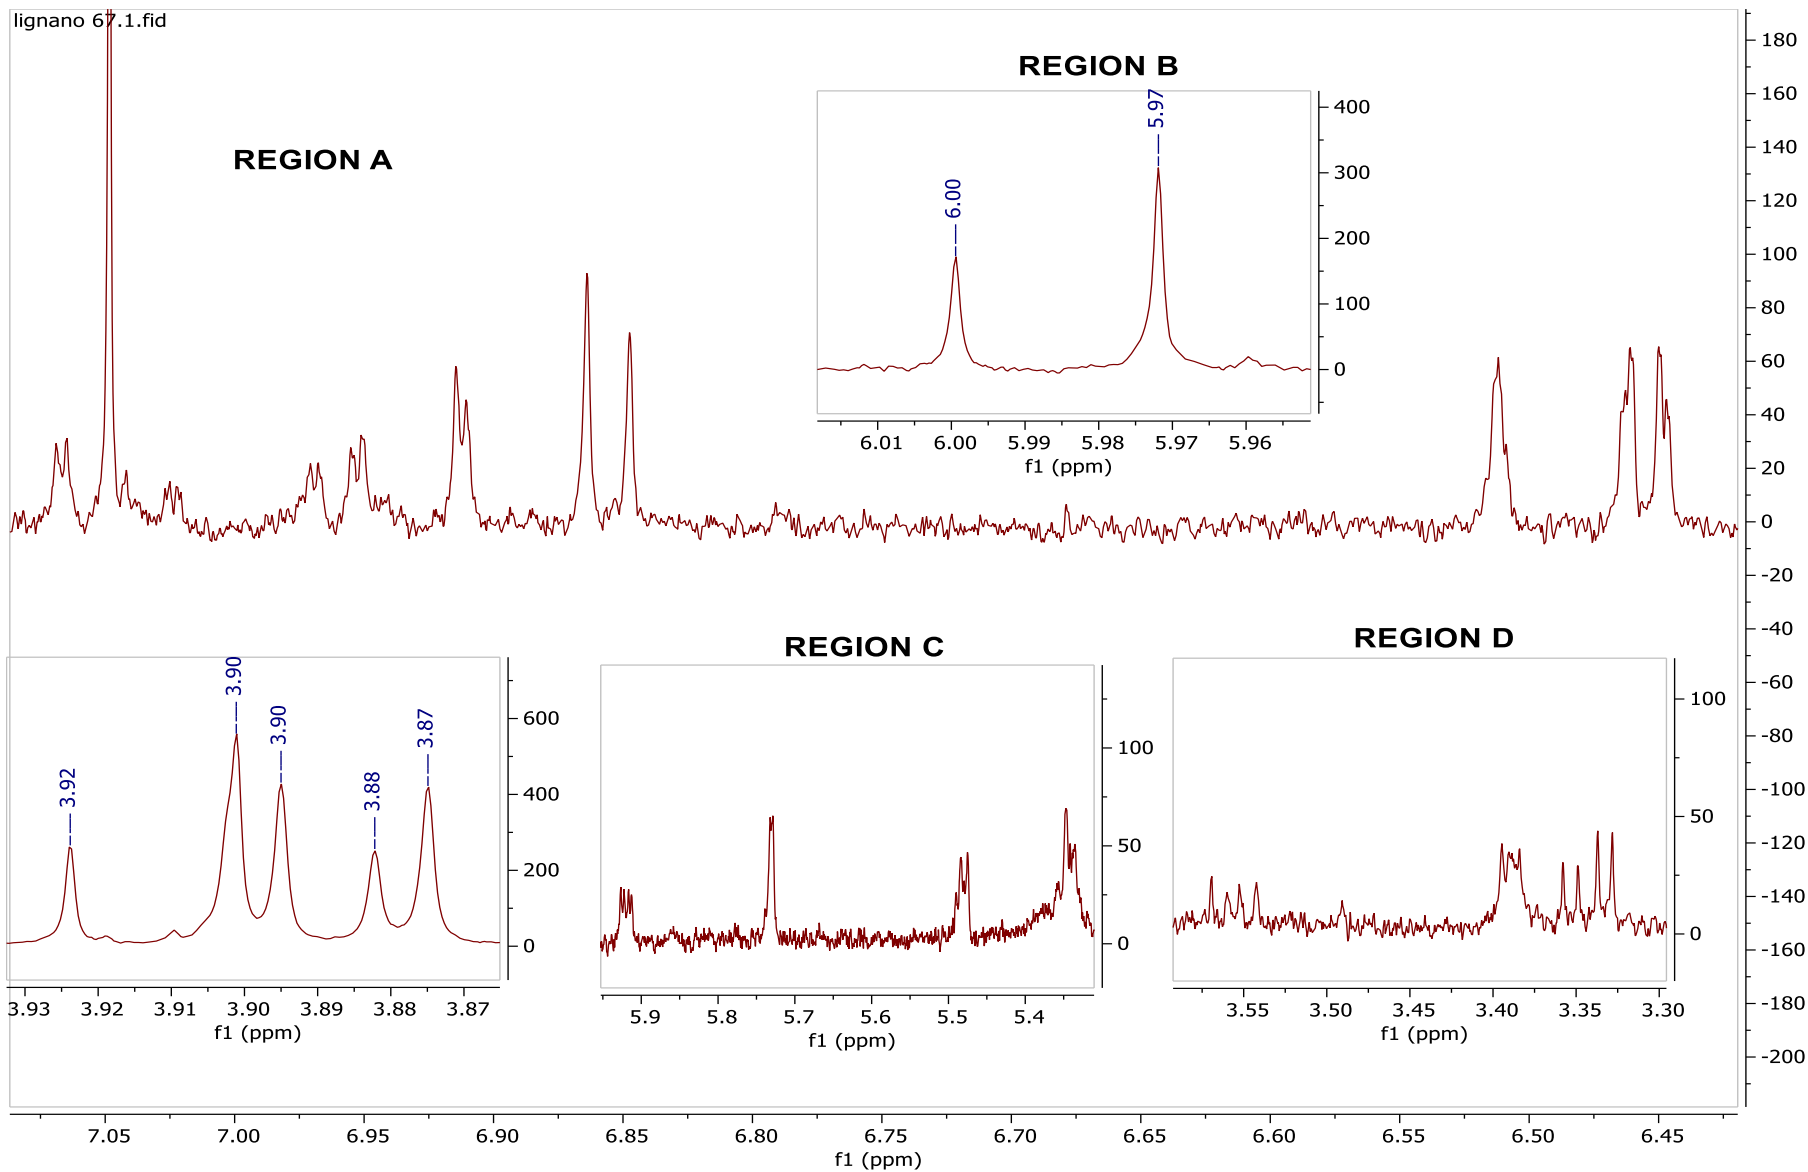 lignano 67.1.fid
REGION A
REGION B
6.00
5.97
400
300
200
100
0
6.01 6.00 5.99 5.98 5.97 5.96
f1 (ppm)
180
160
140
120
100
80
60
40
20
0
-20
-40
-60
-80
-100
-120
-140
-160
-180
-200
3.92
3.90
3.90
3.88
3.87
600
400
200
0
3.93 3.92 3.91 3.90 3.89 3.88 3.87
f1 (ppm)
REGION C
100
50
0
5.9 5.8 5.7 5.6 5.5 5.4
f1 (ppm)
REGION D
100
50
0
3.55 3.50 3.45 3.40 3.35 3.30
f1 (ppm)
7.05 7.00 6.95 6.90 6.85 6.80 6.75 6.70 6.65 6.60 6.55 6.50 6.45
f1 (ppm)